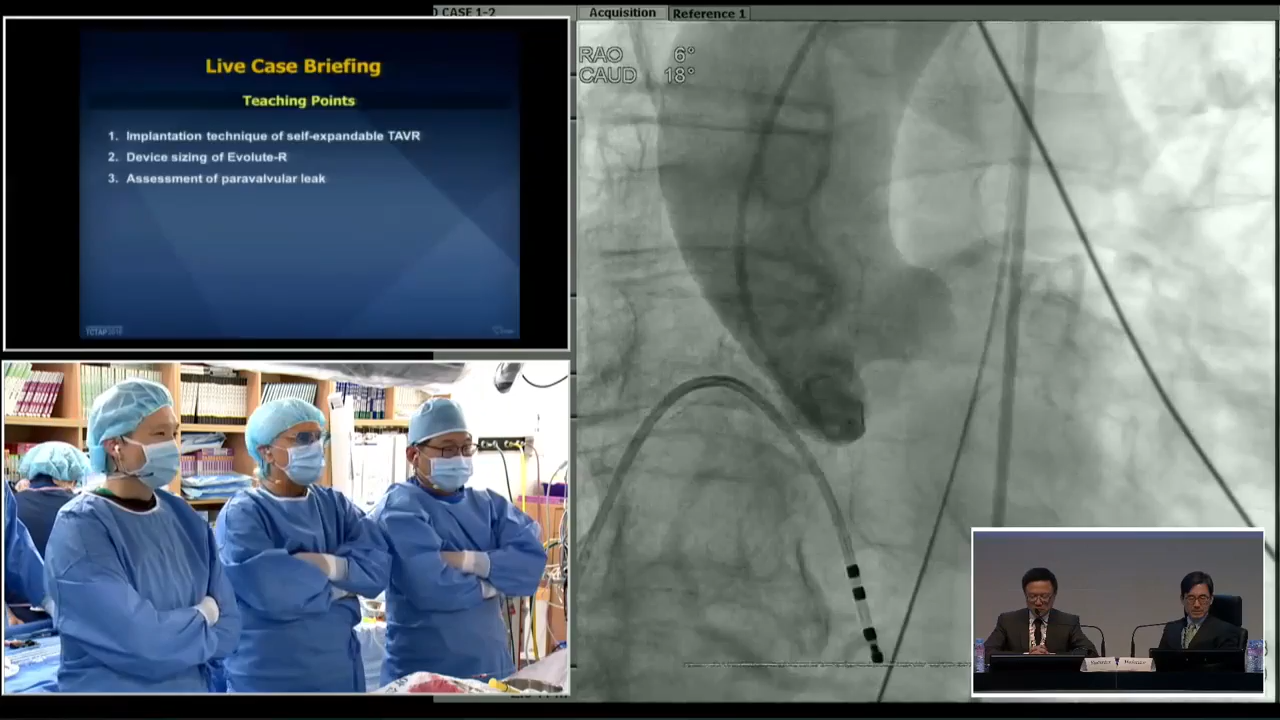 D CASE 1-2
Acquisition
Reference 1
Live Case Briefing
Teaching Points
1. Implantation technique of self-expandable TAVR
2. Device sizing of Evolute-R
3. Assessment of paravalvular leak
TCTAP2018
RAO 6°
CAUD 18°